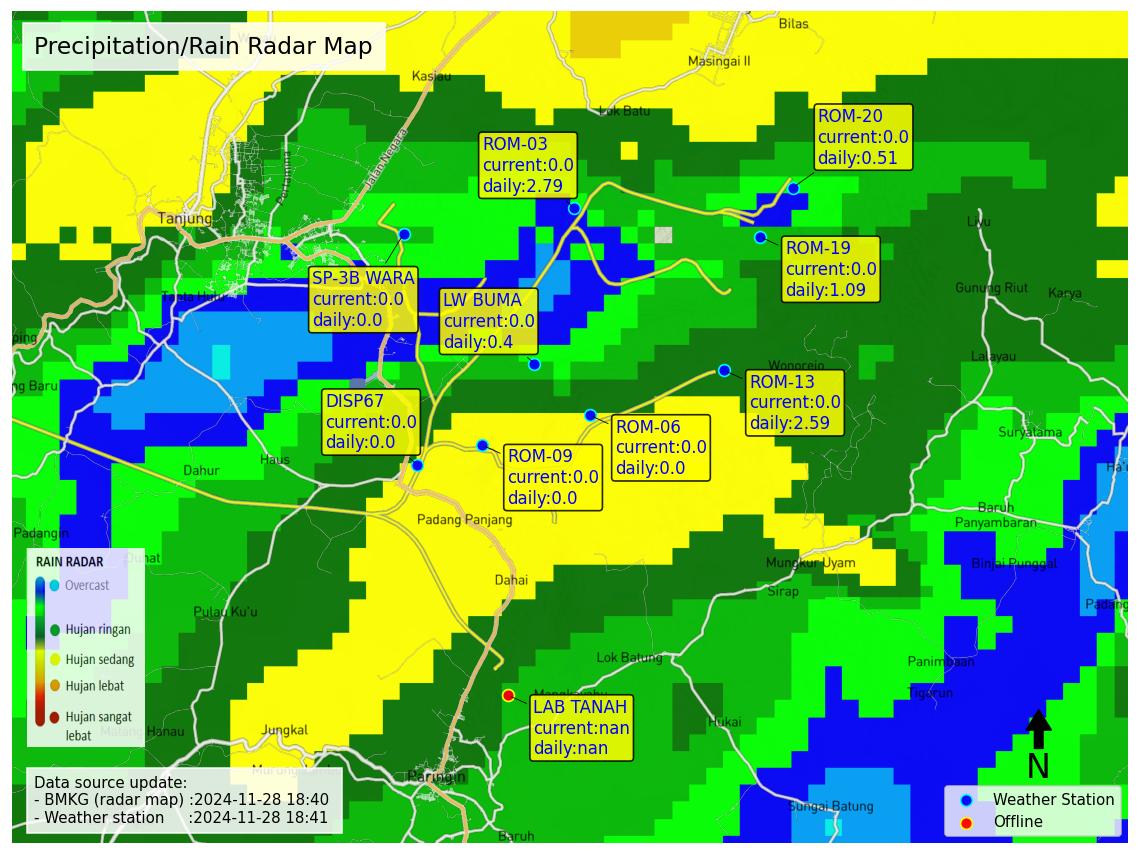 Precipitation/Rain Radar Map
Bilas
Masingai II
Kasiau
Lok Batu
Jalan Negara
Tanjung
ROM-03
current:0.0
daily:2.79
ROM-20
current:0.0
daily:0.51
Liyu
ROM-19
current:0.0
daily:1.09
SP-3B WARA
current:0.0
daily:0.0
LW BUMA
current:0.0
daily:0.4
Gunung Riut
Karya
ping
Lalayau
Wonorejo
ng Baru
ROM-13
current:0.0
daily:2.59
DISP67
current:0.0
daily:0.0
ROM-06
current:0.0
daily:0.0
Suryatama
ROM-09
current:0.0
daily:0.0
Haus
Dahur
Baruh
Panyambaran
Padang Panjang
Padangin
Mungkur Uyam
Binjai Punggal
Dahai
Sirap
Padang
Pulau Ku'u
RAIN RADAR
Overcast
Hujan ringan
Hujan sedang
Hujan lebat
Hujan sangat
lebat
Lok Batung
Panimbaan
Tigarun
LAB TANAH
current:nan
daily:nan
Hukai
Jungkal
Paringin
Sungai Batung
Baruh
Data source update:
- BMKG (radar map) :2024-11-28 18:40
- Weather station :2024-11-28 18:41
N
Weather Station
Offline